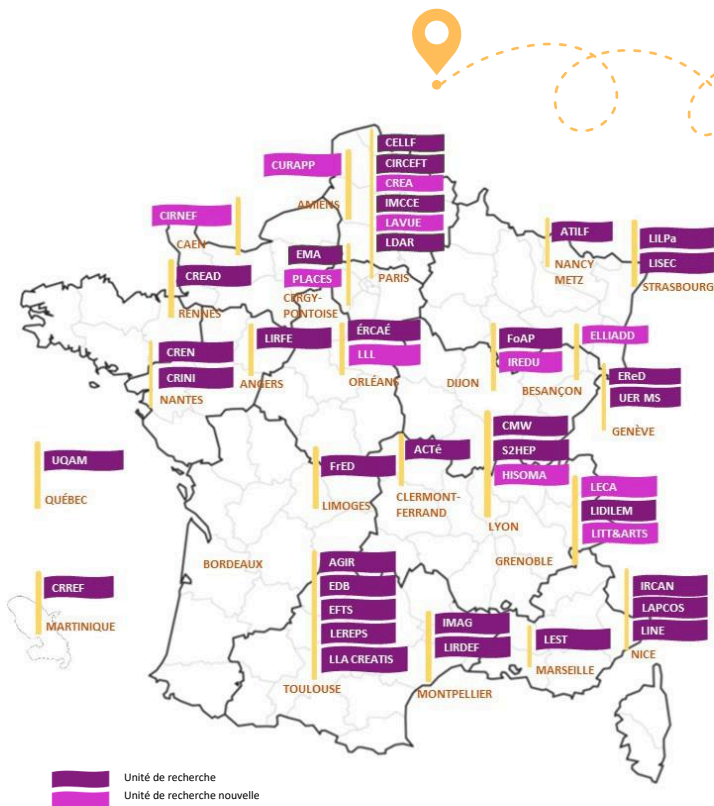 CURAPP
AMIENS
CELLF
CIRCEFT
CREA
IMCCE
LAVUE
LDAR
PARIS
CIRNEF
CAEN
EMA
PLACES
CERGY-
PONTOISE
ATILF
NANCY
METZ
LILPa
LISEC
STRASBOURG
CREAD
RENNES
CREN
CRINI
NANTES
LIRFE
ANGERS
ÉRCAÉ
LLL
ORLÉANS
FoAP
IREDU
DIJON
ELLIADD
BESANÇON
EReD
UER MS
GENÈVE
UQAM
QUÉBEC
FrED
LIMOGES
ACTé
CLERMONT-
FERRAND
CMW
S2HEP
HISOMA
LYON
LECA
LIDILEM
LITT&ARTS
GRENOBLE
BORDEAUX
CRREF
MARTINIQUE
AGIR
EDB
EFTS
LEREPS
LLA CREATIS
TOULOUSE
IMAG
LIRDEF
MONTPELLIER
LEST
MARSEILLE
IRCAN
LAPCOS
LINE
NICE
Unité de recherche
Unité de recherche nouvelle